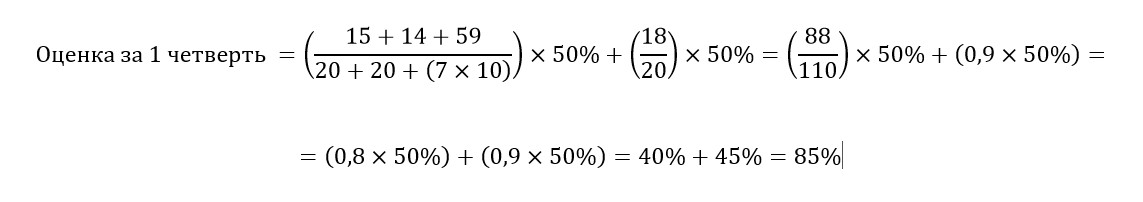 Оценка за 1 четверть = (15 + 14 + 59 / 20 + 20 + (7 × 10)) × 50% + (18 / 20) × 50% = (88 / 110) × 50% + (0,9 × 50%) =
= (0,8 × 50%) + (0,9 × 50%) = 40% + 45% = 85%